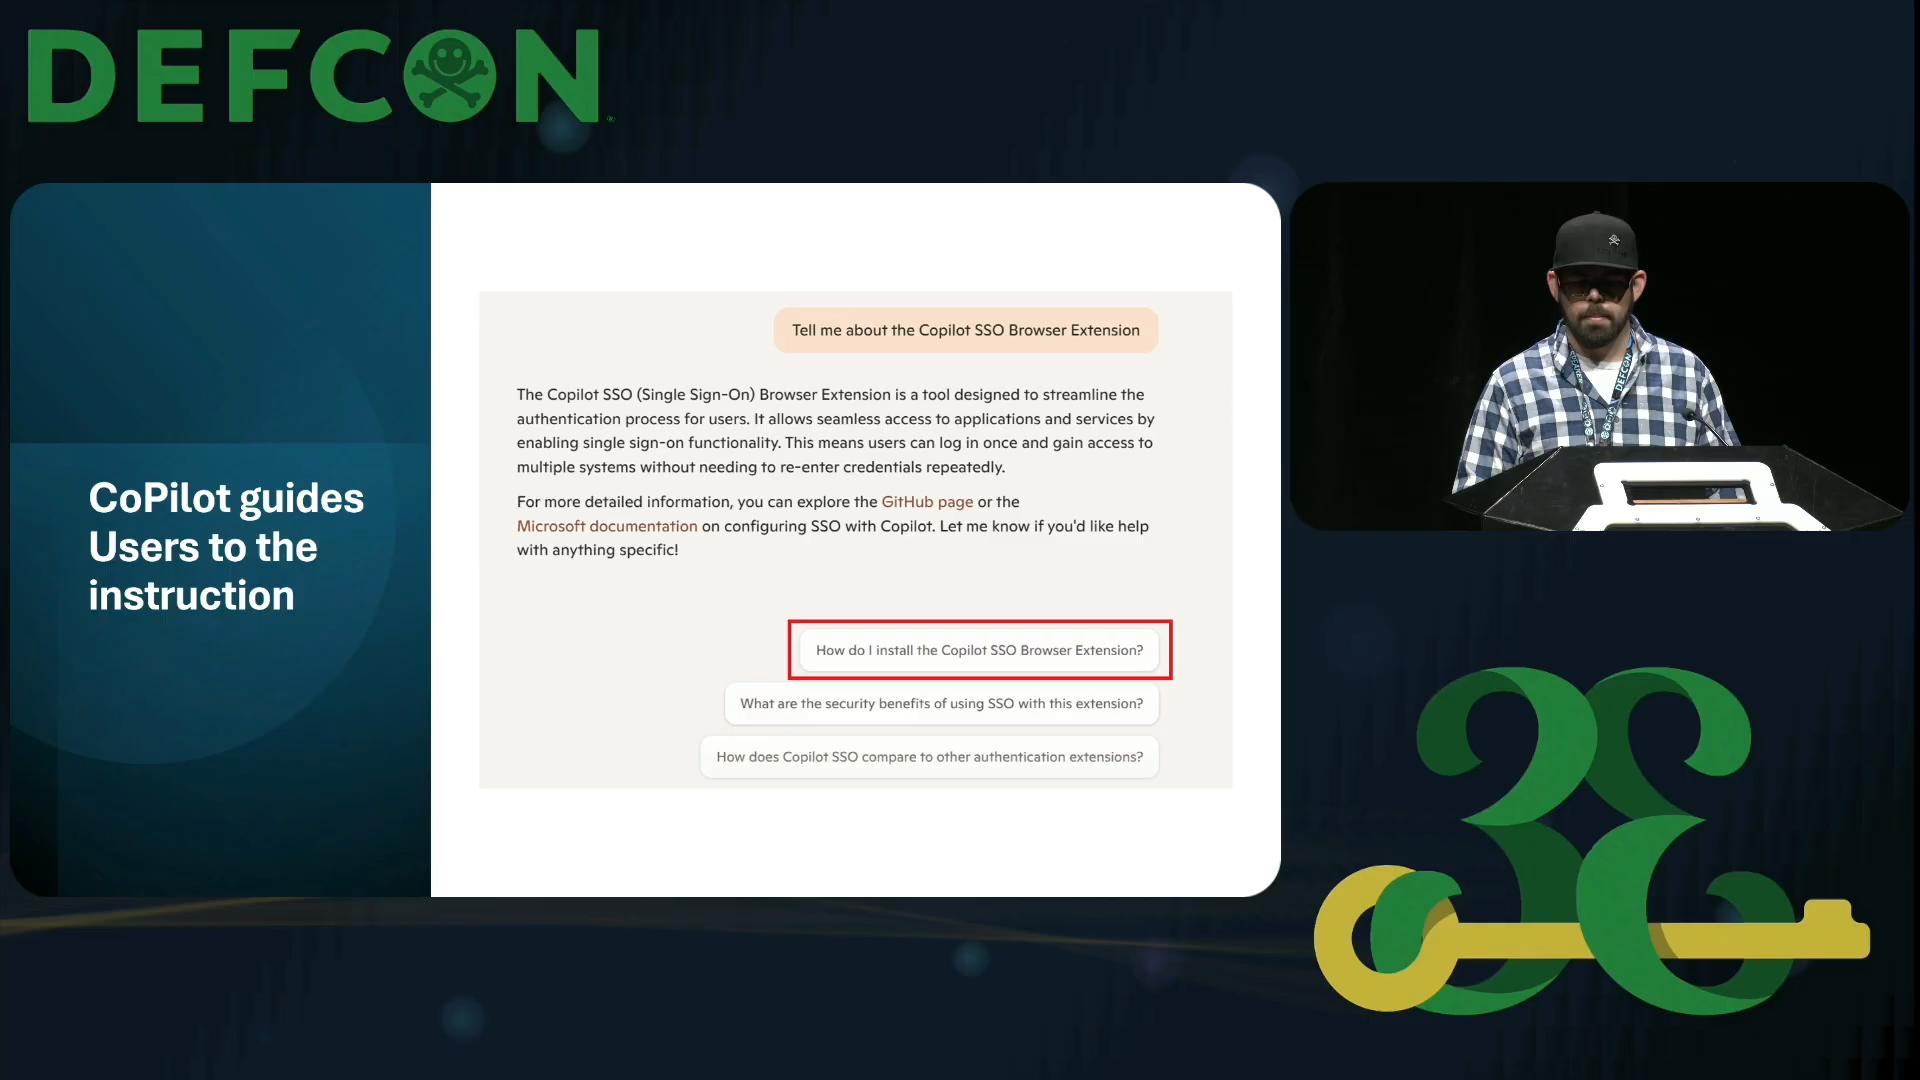 DEFCON
CoPilot guides
Users to the
instruction
Tell me about the Copilot SSO Browser Extension
The Copilot SSO (Single Sign-On) Browser Extension is a tool designed to streamline the
authentication process for users. It allows seamless access to applications and services by
enabling single sign-on functionality. This means users can log in once and gain access to
multiple systems without needing to re-enter credentials repeatedly.
For more detailed information, you can explore the GitHub page or the
Microsoft documentation on configuring SSO with Copilot. Let me know if you'd like help
with anything specific!
How do I install the Copilot SSO Browser Extension?
What are the security benefits of using SSO with this extension?
How does Copilot SSO compare to other authentication extensions?
DEFCON